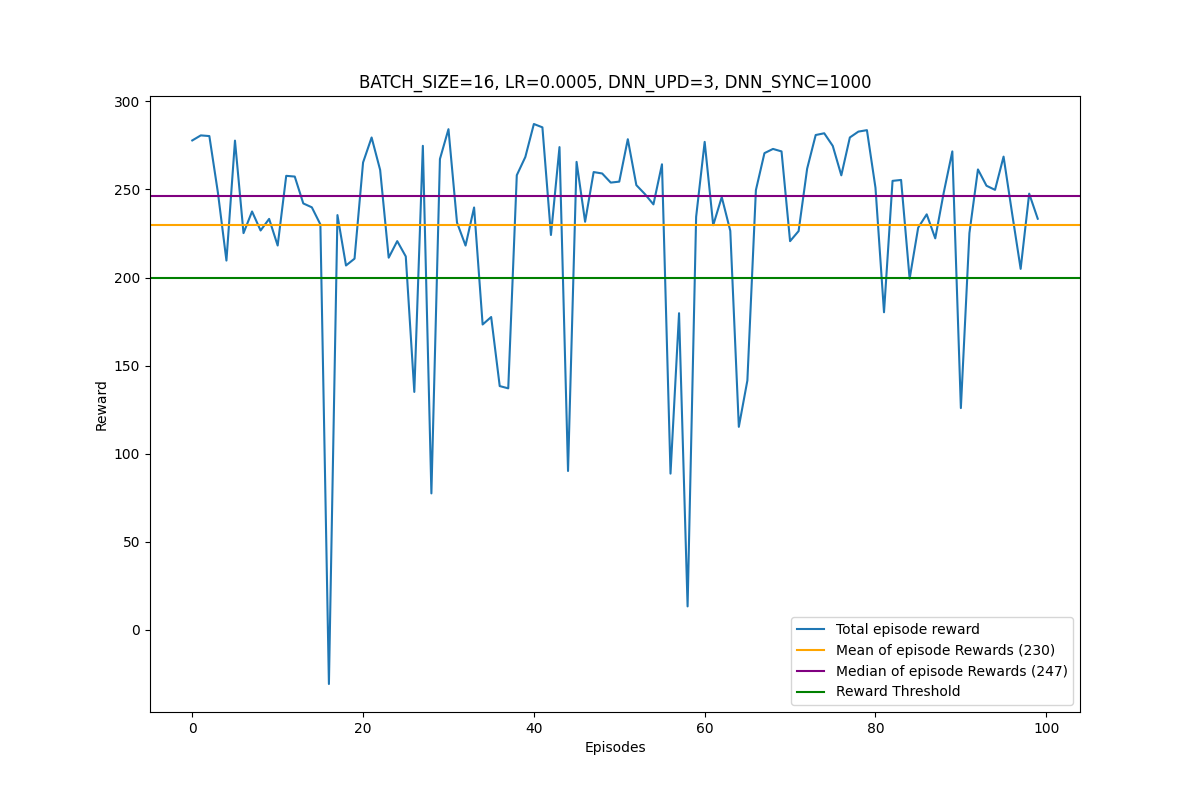 BATCH_SIZE=16, LR=0.0005, DNN_UPD=3, DNN_SYNC=1000
300
250
200
150
100
50
0
Reward
0 20 40 60 80 100
Episodes
Total episode reward
Mean of episode Rewards (230)
Median of episode Rewards (247)
Reward Threshold